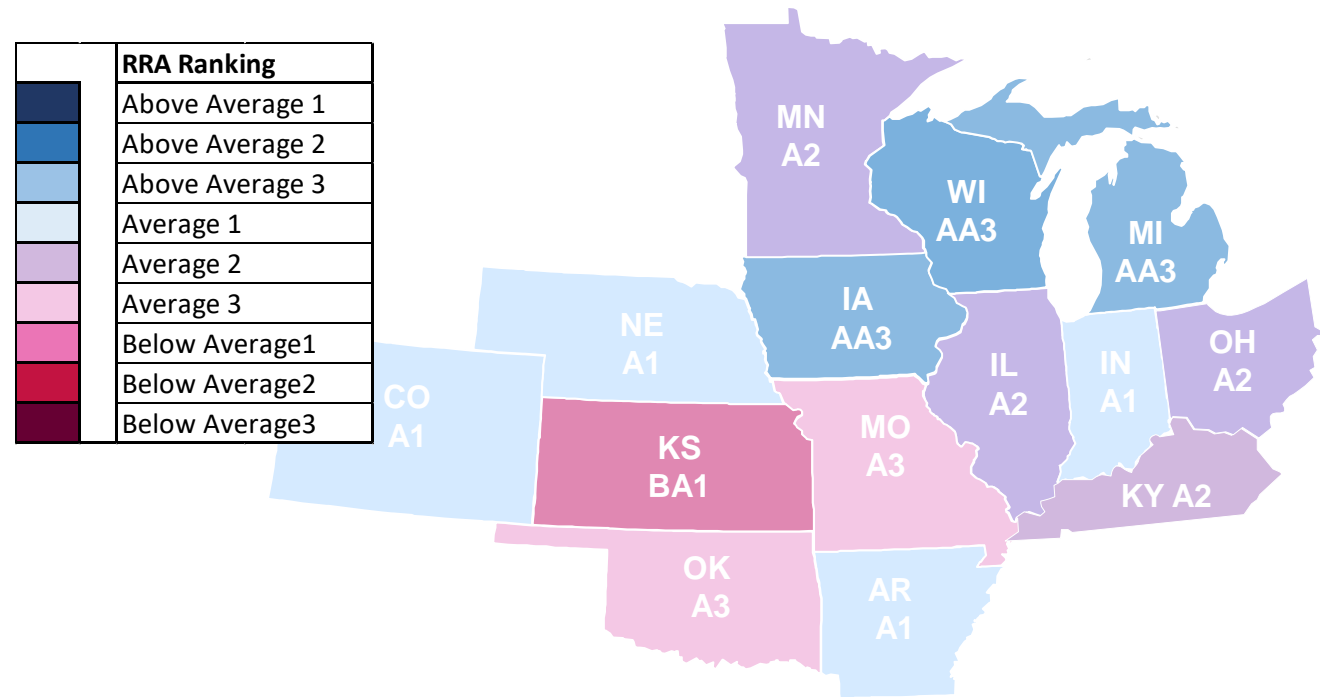 RRA Ranking
Above Average 1
Above Average 2
Above Average 3
Average 1
Average 2
Average 3
Below Average1
Below Average2
Below Average3
MN
A2
WI
AA3
MI
AA3
IA
AA3
NE
A1
IL
A2
IN
A1
OH
A2
CO
A1
KS
BA1
MO
A3
KY A2
OK
A3
AR
A1